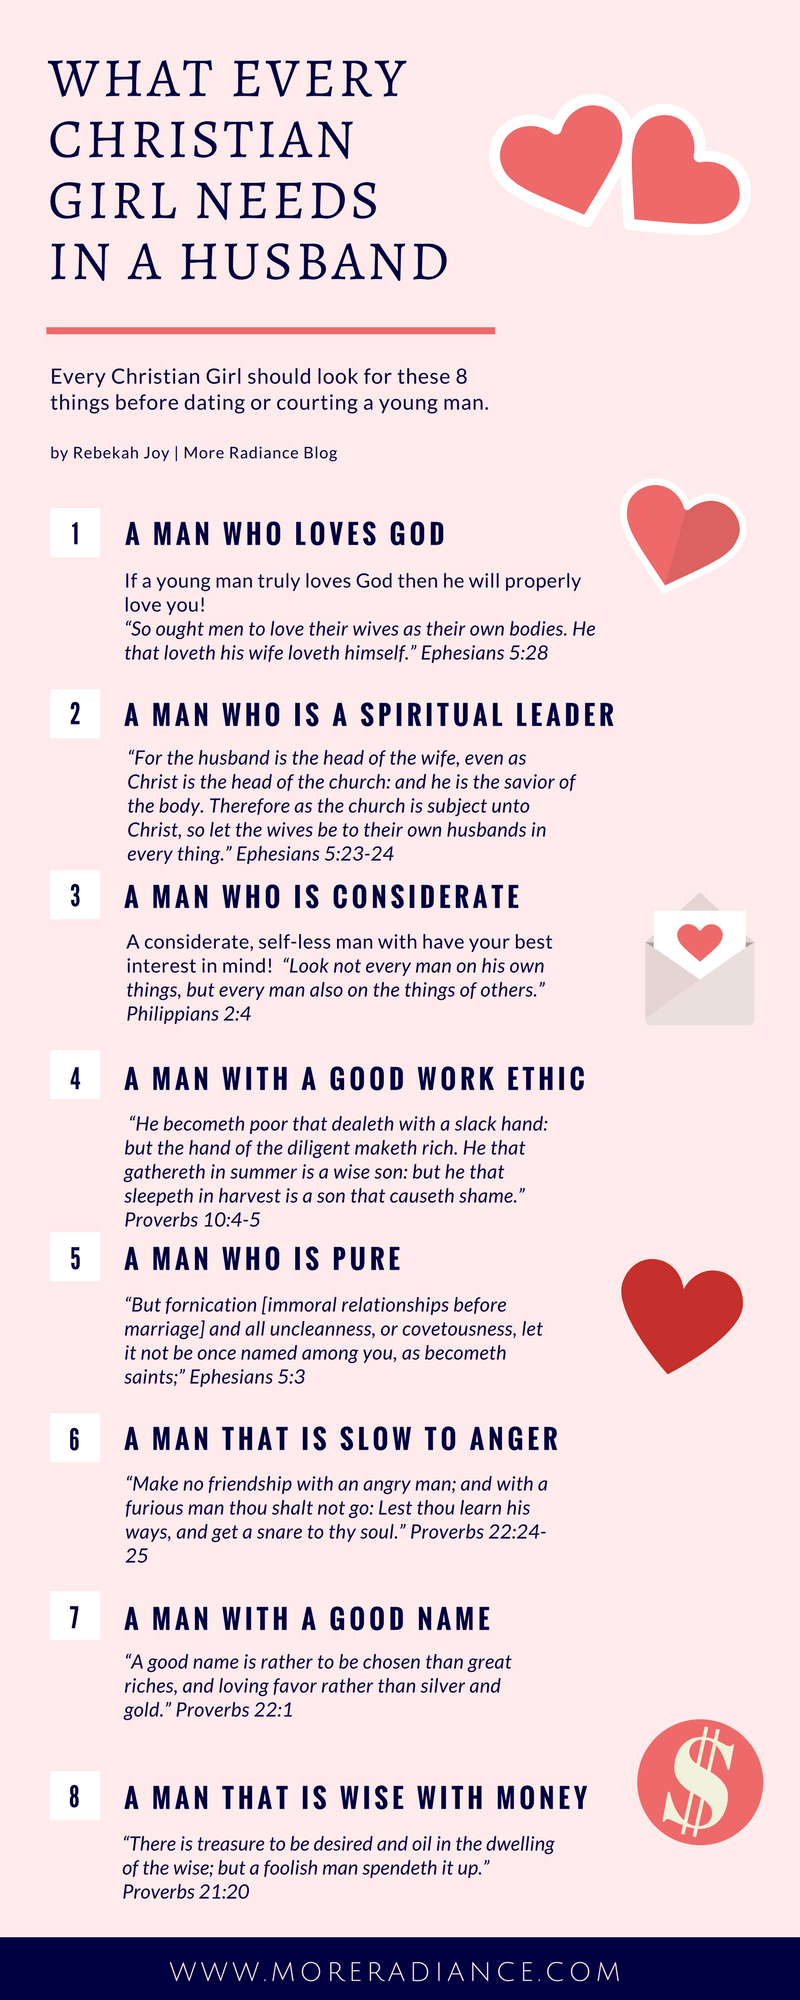 WHAT EVERY
CHRISTIAN
GIRL NEEDS
IN A HUSBAND
Every Christian Girl should look for these 8
things before dating or courting a young man.
by Rebekah Joy | More Radiance Blog
1 A MAN WHO LOVES GOD
If a young man truly loves God then he will properly
love you!
“So ought men to love their wives as their own bodies. He
that loveth his wife loveth himself.” Ephesians 5:28
2 A MAN WHO IS A SPIRITUAL LEADER
“For the husband is the head of the wife, even as
Christ is the head of the church: and he is the savior of
the body. Therefore as the church is subject unto
Christ, so let the wives be to their own husbands in
every thing.” Ephesians 5:23-24
3 A MAN WHO IS CONSIDERATE
A considerate, self-less man with have your best
interest in mind! “Look not every man on his own
things, but every man also on the things of others.”
Philippians 2:4
4 A MAN WITH A GOOD WORK ETHIC
“He becometh poor that dealeth with a slack hand:
but the hand of the diligent maketh rich. He that
gathereth in summer is a wise son: but he that
sleepeth in harvest is a son that causeth shame.”
Proverbs 10:4-5
5 A MAN WHO IS PURE
“But fornication [immoral relationships before
marriage] and all uncleanness, or covetousness, let
it not be once named among you, as becometh
saints;” Ephesians 5:3
6 A MAN THAT IS SLOW TO ANGER
“Make no friendship with an angry man; and with a
furious man thou shalt not go: Lest thou learn his
ways, and get a snare to thy soul.” Proverbs 22:24-
25
7 A MAN WITH A GOOD NAME
“A good name is rather to be chosen than great
riches, and loving favor rather than silver and
gold.” Proverbs 22:1
8 A MAN THAT IS WISE WITH MONEY
“There is treasure to be desired and oil in the dwelling
of the wise; but a foolish man spendeth it up.”
Proverbs 21:20
$
WWW.MORERADIANCE.COM